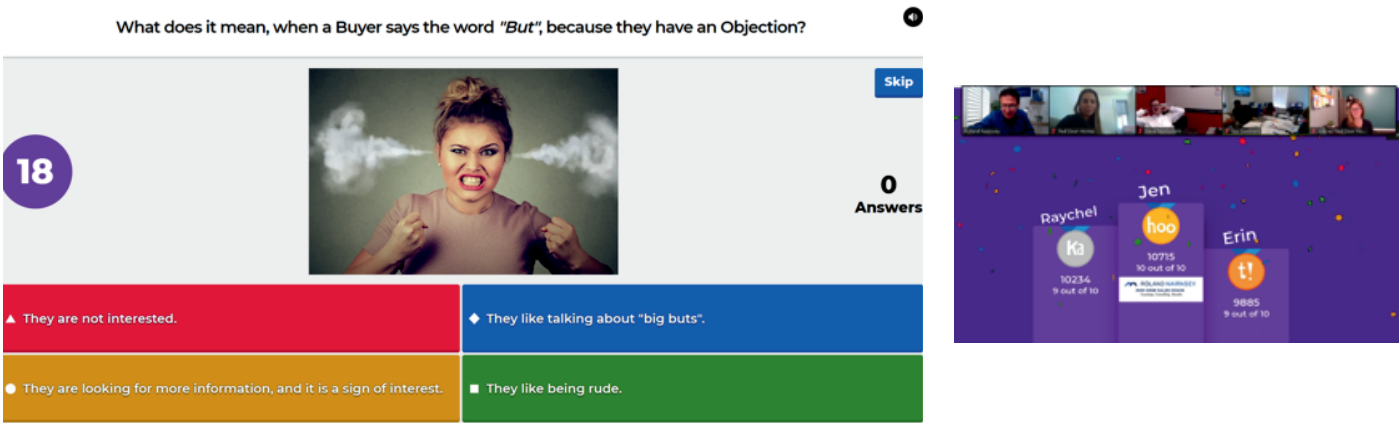 What does it mean, when a Buyer says the word "But", because they have an Objection?
Skip
18
0
Answers
They are not interested.
They like talking about "big buts".
They are looking for more information, and it is a sign of interest.
They like being rude.
Jen
Raychel
hoo
Erin
Ka
10715
10 out of 10
t!
10234
9 out of 10
ROLAND NAIRNSEY
9885
9 out of 10